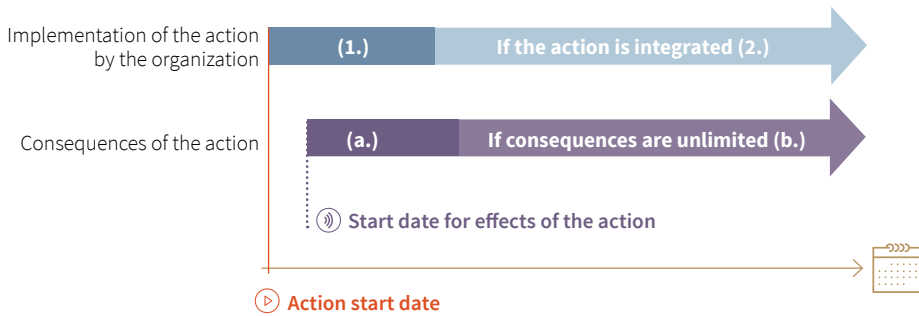 Implementation of the action
by the organization
(1.)
If the action is integrated (2.)
Consequences of the action
(a.)
If consequences are unlimited (b.)
Start date for effects of the action
Action start date